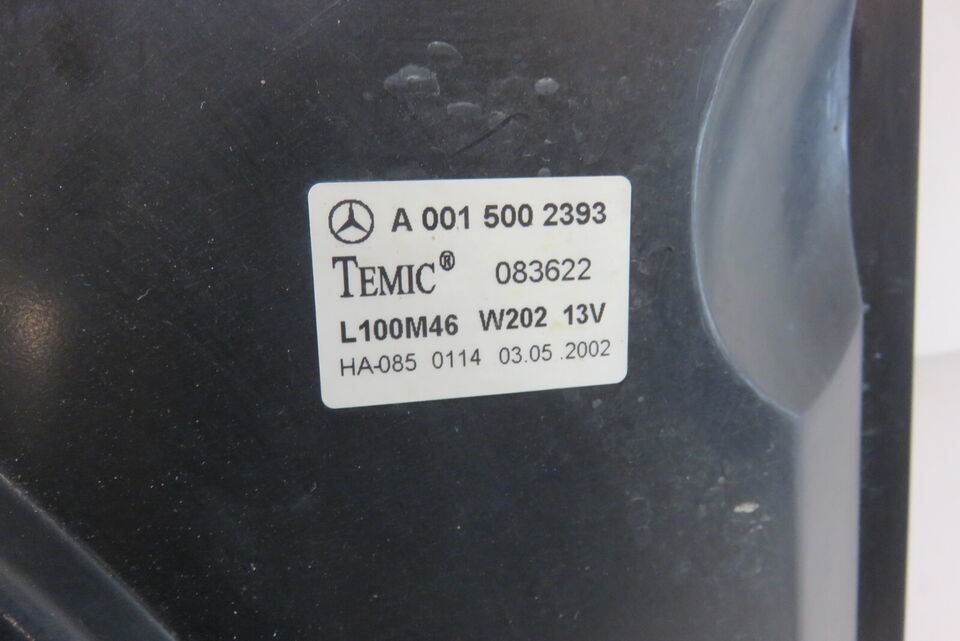 A 001 500 2393
TEMIC® 083622
L100M46 W202 13V
HA-085 0114 03.05.2002